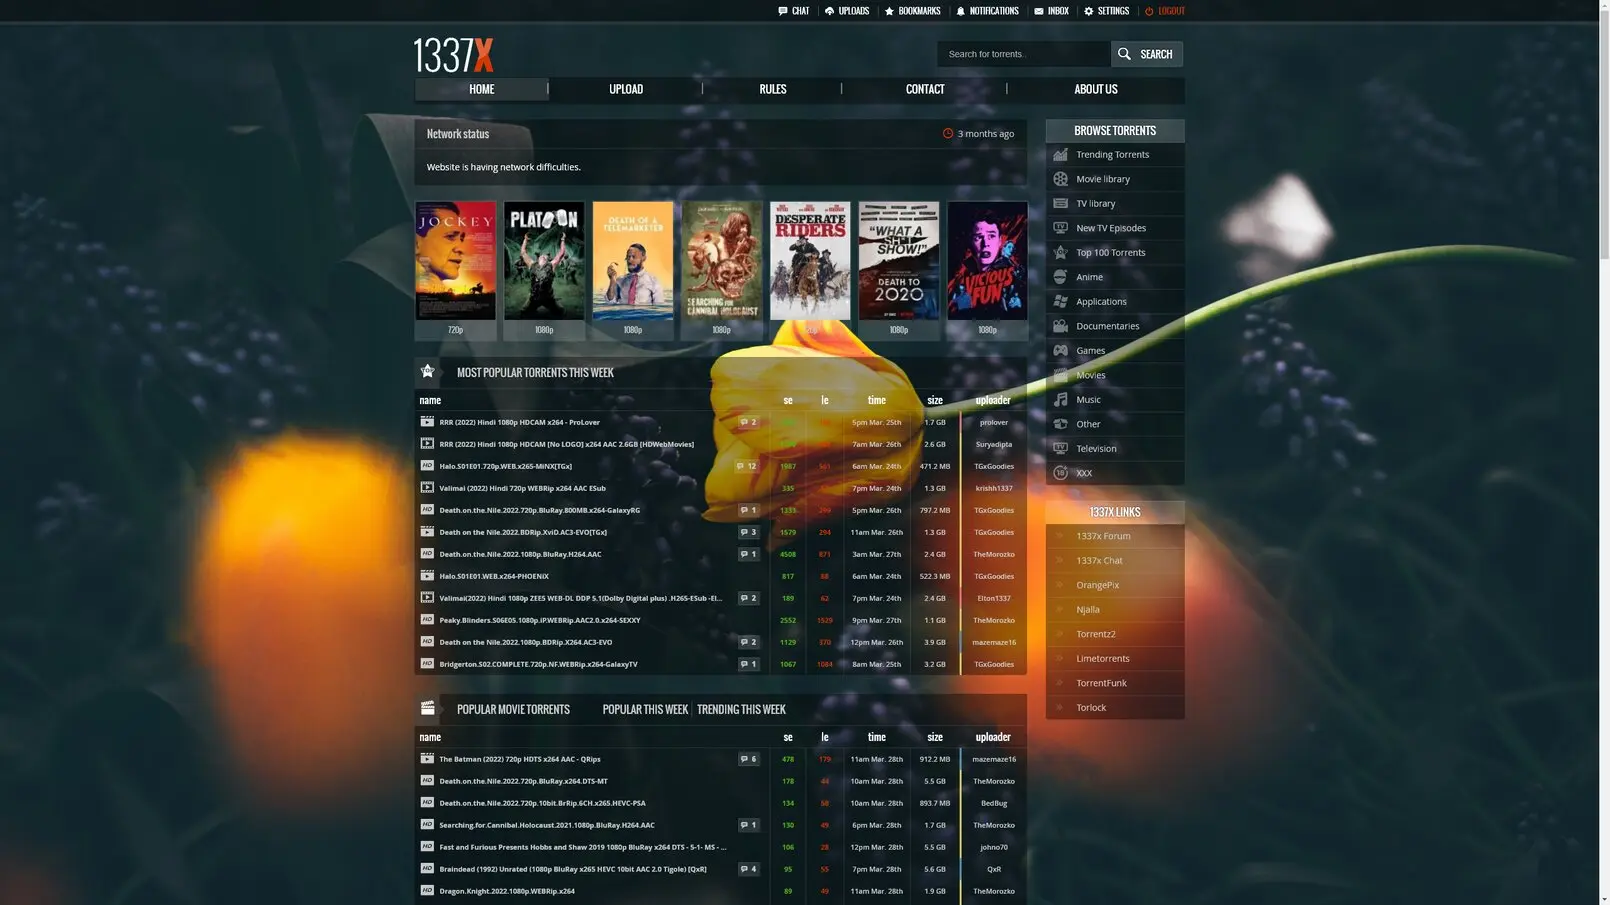 CHAT UPLOADS BOOKMARKS NOTIFICATIONS INBOX SETTINGS LOGOUT
1337X
Search for torrents.. SEARCH
HOME UPLOAD RULES CONTACT ABOUT US
Network status 3 months ago
Website is having network difficulties.
JOCKEY
PLATOON
DEATH OF A
TELEMARKETER
SEARCHING FOR
CANNIBAL HOLOCAUST
DESPERATE
RIDERS
"WHAT A
SHOW!"
DEATH TO
2020
VICIOUS
FUN
720p 1080p 1080p 1080p 1080p 1080p
MOST POPULAR TORRENTS THIS WEEK
name se le time size uploader
RRR (2022) Hindi 1080p HDCAM x264 - ProLover 2 5pm Mar. 25th 1.7 GB prolover
RRR (2022) Hindi 1080p HDCAM [No LOGO] x264 AAC 2.6GB [HDWebMovies] 7am Mar. 26th 2.6 GB Suryadipta
Halo.S01E01.720p.WEB.x265-MiNX[TGx] 12 1987 6am Mar. 24th 471.2 MB TGxGoodies
Valimai (2022) Hindi 720p WEBRip x264 AAC ESub 335 7pm Mar. 24th 1.3 GB krishh1337
Death.on.the.Nile.2022.720p.BluRay.800MB.x264-GalaxyRG 1 1333 294 5pm Mar. 26th 797.2 MB TGxGoodies
Death on the Nile.2022.BDRip.XviD.AC3-EVO[TGx] 3 1579 294 11am Mar. 26th 1.3 GB TGxGoodies
Death.on.the.Nile.2022.1080p.BluRay.H264.AAC 1 4508 871 3am Mar. 27th 2.4 GB TheMorozko
Halo.S01E01.WEB.x264-PHOENiX 817 88 6am Mar. 24th 522.3 MB TGxGoodies
Valimai(2022) Hindi 1080p ZEE5 WEB-DL DDP 5.1(Dolby Digital plus) .H265-ESub -El... 2 189 62 7pm Mar. 24th 2.4 GB Elton1337
Peaky.Blinders.S06E05.1080p.iP.WEBRip.AAC2.0.x264-SEXXY 2552 1529 9pm Mar. 27th 1.1 GB TheMorozko
Death on the Nile.2022.1080p.BDRip.X264.AC3-EVO 2 1129 370 12pm Mar. 26th 3.9 GB mazemaze16
Bridgerton.S02.COMPLETE.720p.NF.WEBRip.x264-GalaxyTV 1 1067 1084 8am Mar. 25th 3.2 GB TGxGoodies
POPULAR MOVIE TORRENTS POPULAR THIS WEEK | TRENDING THIS WEEK
name se le time size uploader
The Batman (2022) 720p HDTS x264 AAC - QRips 6 478 179 11am Mar. 28th 912.2 MB mazemaze16
Death.on.the.Nile.2022.720p.BluRay.x264.DTS-MT 178 44 10am Mar. 28th 5.5 GB TheMorozko
Death.on.the.Nile.2022.720p.10bit.BrRip.6CH.x265.HEVC-PSA 134 58 10am Mar. 28th 893.7 MB BedBug
Searching.for.Cannibal.Holocaust.2021.1080p.BluRay.H264.AAC 1 130 49 6pm Mar. 28th 1.7 GB TheMorozko
Fast and Furious Presents Hobbs and Shaw 2019 1080p BluRay x264 DTS - 5-1- MS - ... 106 28 12pm Mar. 28th 5.5 GB johno70
Braindead (1992) Unrated (1080p BluRay x265 HEVC 10bit AAC 2.0 Tigole) [QxR] 4 95 55 7pm Mar. 28th 5.6 GB QxR
Dragon.Knight.2022.1080p.WEBRip.x264 89 49 11am Mar. 28th 1.9 GB TheMorozko
BROWSE TORRENTS
Trending Torrents
Movie library
TV library
New TV Episodes
Top 100 Torrents
Anime
Applications
Documentaries
Games
Movies
Music
Other
Television
XXX
1337X LINKS
1337x Forum
1337x Chat
OrangePix
Njalla
Torrentz2
Limetorrents
TorrentFunk
Torlock